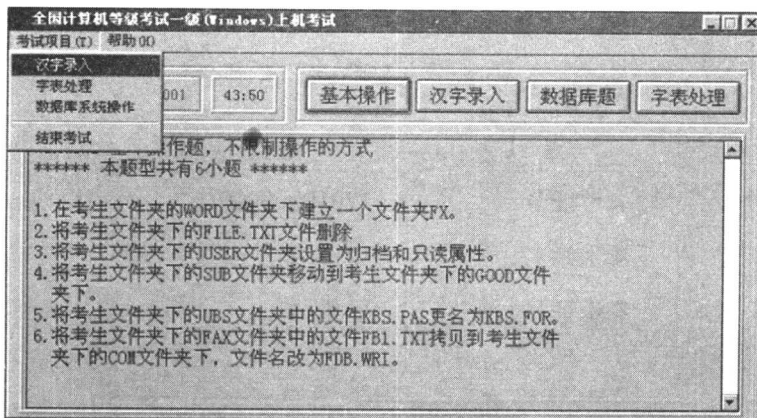 全国计算机等级考试一级(Windows)上机考试
考试项目(T) 帮助(H)
汉字录入
字表处理
数据库系统操作
结束考试
001
43:50
基本操作
汉字录入
数据库题
字表处理
操作题，不限制操作的方式
****** 本题型共有6小题 ******
1.在考生文件夹的WORD文件夹下建立一个文件夹FX。
2.将考生文件夹下的FILE.TXT文件删除
3.将考生文件夹下的USER文件夹设置为归档和只读属性。
4.将考生文件夹下的SUB文件夹移动到考生文件夹下的GOOD文件
夹下。
5.将考生文件夹下的UBS文件夹中的文件KBS.PAS更名为KBS.FOR。
6.将考生文件夹下的FAX文件夹中的文件FB1.TXT拷贝到考生文件
夹下的COM文件夹下，文件名改为FDB.WRI。